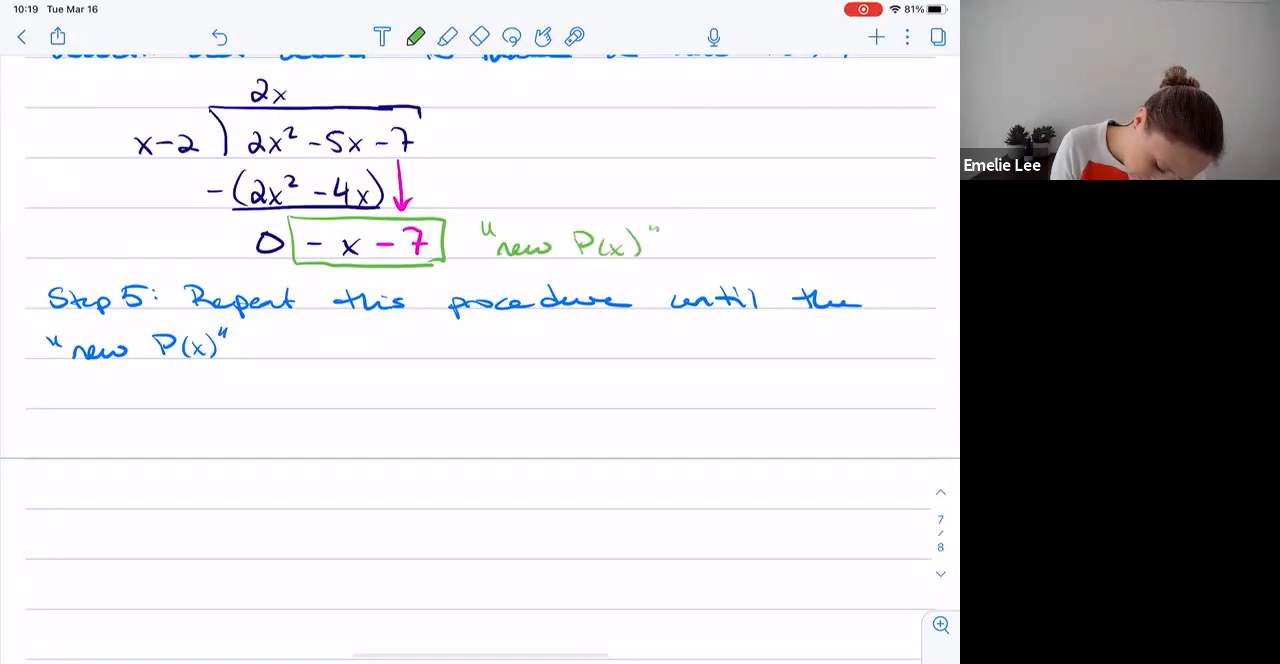 10:19 Tue Mar 16
81%
2x
x-2 ) 2x² -5x -7
-(2x² -4x)
0 - x - 7 "new P(x)"
Emelie Lee
Step 5: Repeat this procedure until the
"new P(x)"
7
/
8